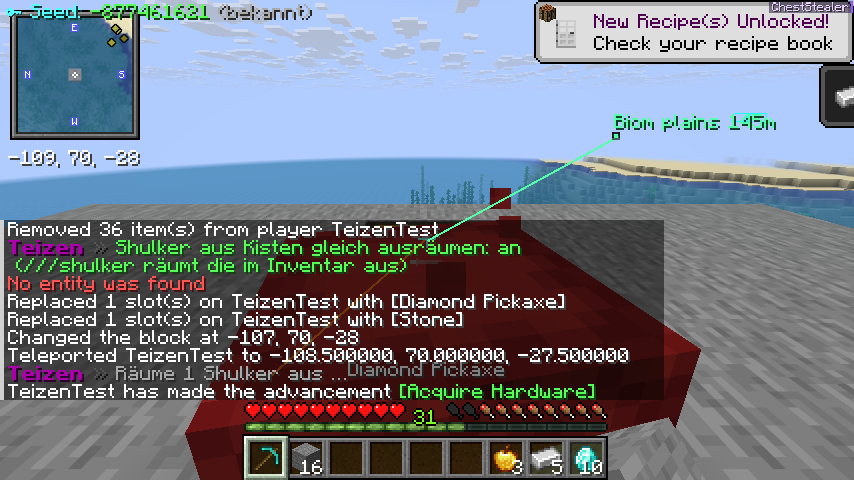 Seed: -877461621 (bekannt)
ChestStealer
New Recipe(s) Unlocked!
Check your recipe book
E
N
S
W
Biom plains 145m
-109, 70, -28
Removed 36 item(s) from player TeizenTest
Teizen » Shulker aus Kisten gleich ausräumen: an
(///shulker räumt die im Inventar aus)
No entity was found
Replaced 1 slot(s) on TeizenTest with [Diamond Pickaxe]
Replaced 1 slot(s) on TeizenTest with [Stone]
Changed the block at -107, 70, -28
Teleported TeizenTest to -108.500000, 70.000000, -27.500000
Teizen » Räume 1 Shulker aus ...
Diamond Pickaxe
TeizenTest has made the advancement [Acquire Hardware]
31
16
3
5
10